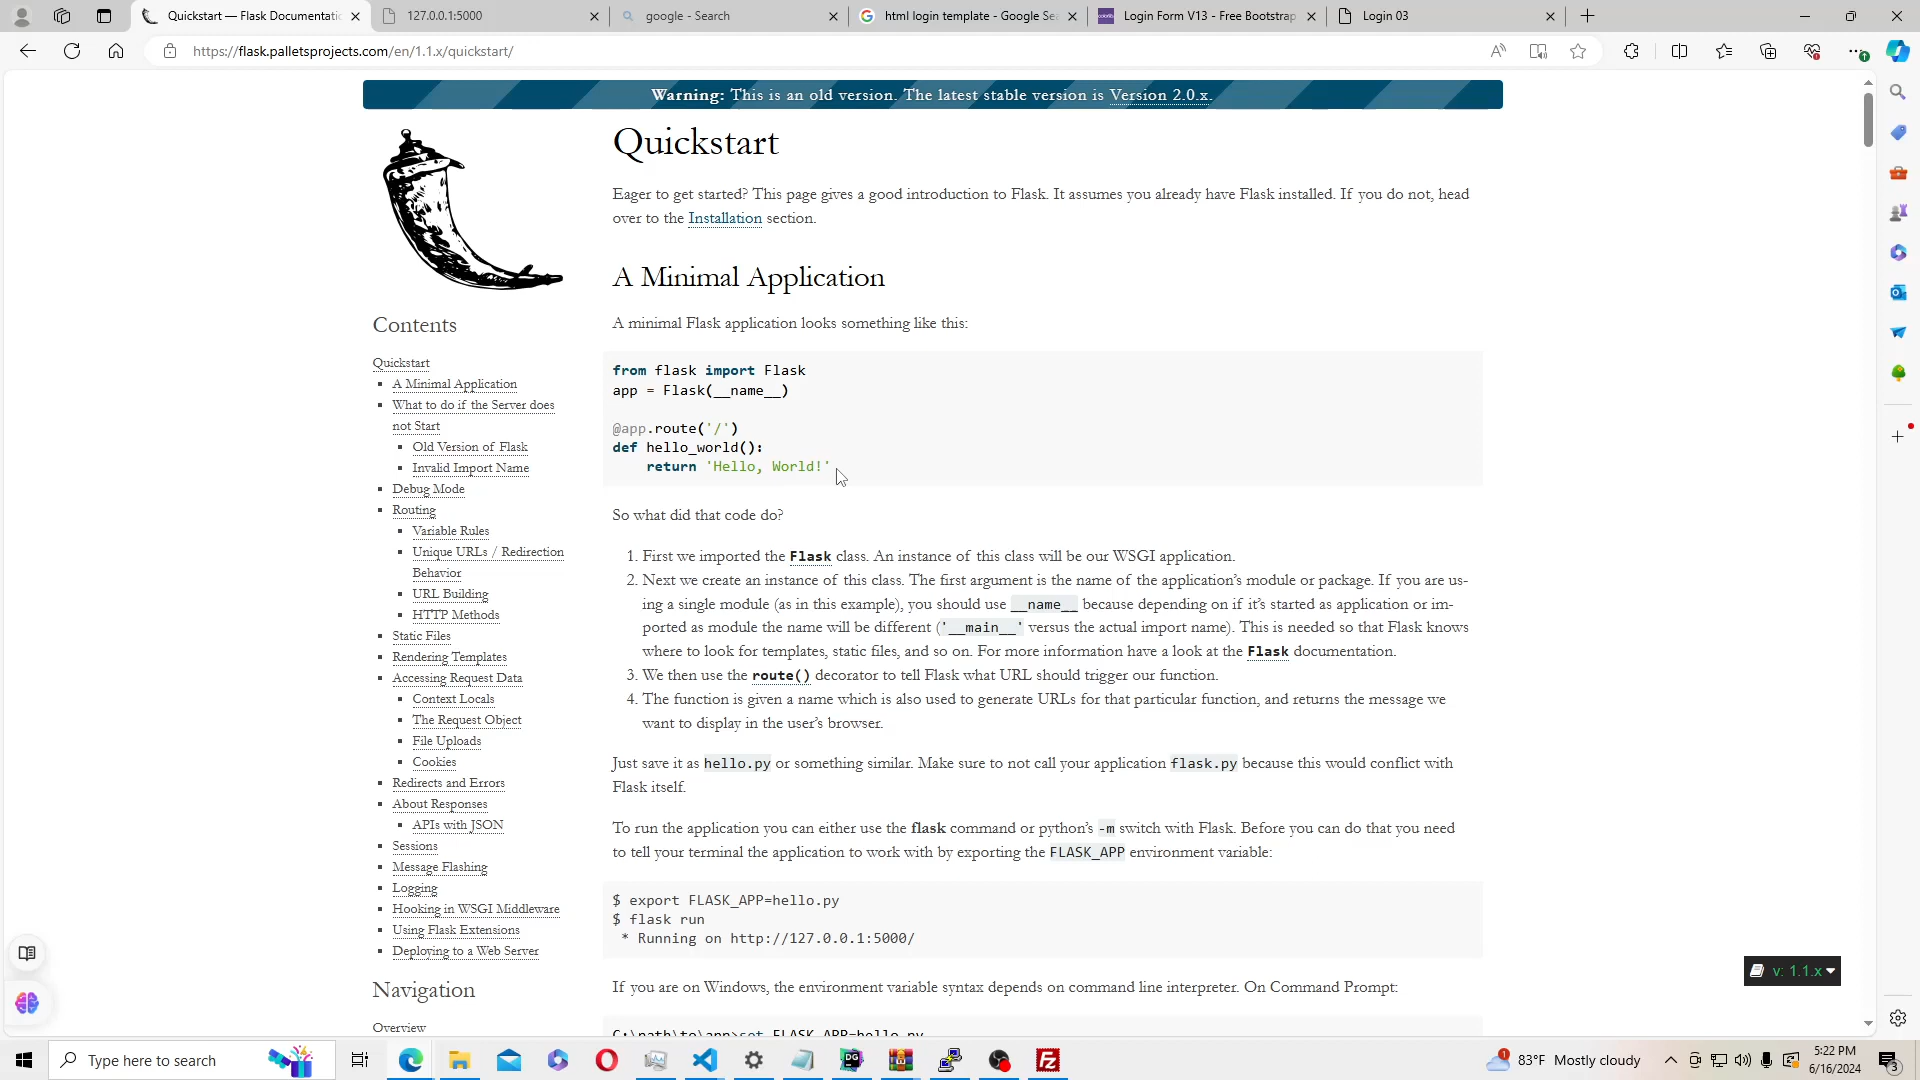 Quickstart — Flask Documentatic
127.0.0.1:5000
google - Search
html login template - Google Sea
Login Form V13 - Free Bootstrap
Login 03
https://flask.palletsprojects.com/en/1.1.x/quickstart/
Warning: This is an old version. The latest stable version is Version 2.0.x.
Quickstart
Eager to get started? This page gives a good introduction to Flask. It assumes you already have Flask installed. If you do not, head
over to the Installation section.
A Minimal Application
A minimal Flask application looks something like this:
from flask import Flask
app = Flask(__name__)
@app.route('/')
def hello_world():
return 'Hello, World!'
So what did that code do?
1. First we imported the Flask class. An instance of this class will be our WSGI application.
2. Next we create an instance of this class. The first argument is the name of the application's module or package. If you are us-
ing a single module (as in this example), you should use __name__ because depending on if it's started as application or im-
ported as module the name will be different ('__main__' versus the actual import name). This is needed so that Flask knows
where to look for templates, static files, and so on. For more information have a look at the Flask documentation.
3. We then use the route() decorator to tell Flask what URL should trigger our function.
4. The function is given a name which is also used to generate URLs for that particular function, and returns the message we
want to display in the user's browser.
Just save it as hello.py or something similar. Make sure to not call your application flask.py because this would conflict with
Flask itself.
To run the application you can either use the flask command or python's -m switch with Flask. Before you can do that you need
to tell your terminal the application to work with by exporting the FLASK_APP environment variable:
$ export FLASK_APP=hello.py
$ flask run
* Running on http://127.0.0.1:5000/
If you are on Windows, the environment variable syntax depends on command line interpreter. On Command Prompt:
C:\path\to\app>set FLASK_APP=hello.py
Contents
Quickstart
A Minimal Application
What to do if the Server does
not Start
Old Version of Flask
Invalid Import Name
Debug Mode
Routing
Variable Rules
Unique URLs / Redirection
Behavior
URL Building
HTTP Methods
Static Files
Rendering Templates
Accessing Request Data
Context Locals
The Request Object
File Uploads
Cookies
Redirects and Errors
About Responses
APIs with JSON
Sessions
Message Flashing
Logging
Hooking in WSGI Middleware
Using Flask Extensions
Deploying to a Web Server
Navigation
Overview
v: 1.1.x
Type here to search
83°F Mostly cloudy
5:22 PM
6/16/2024